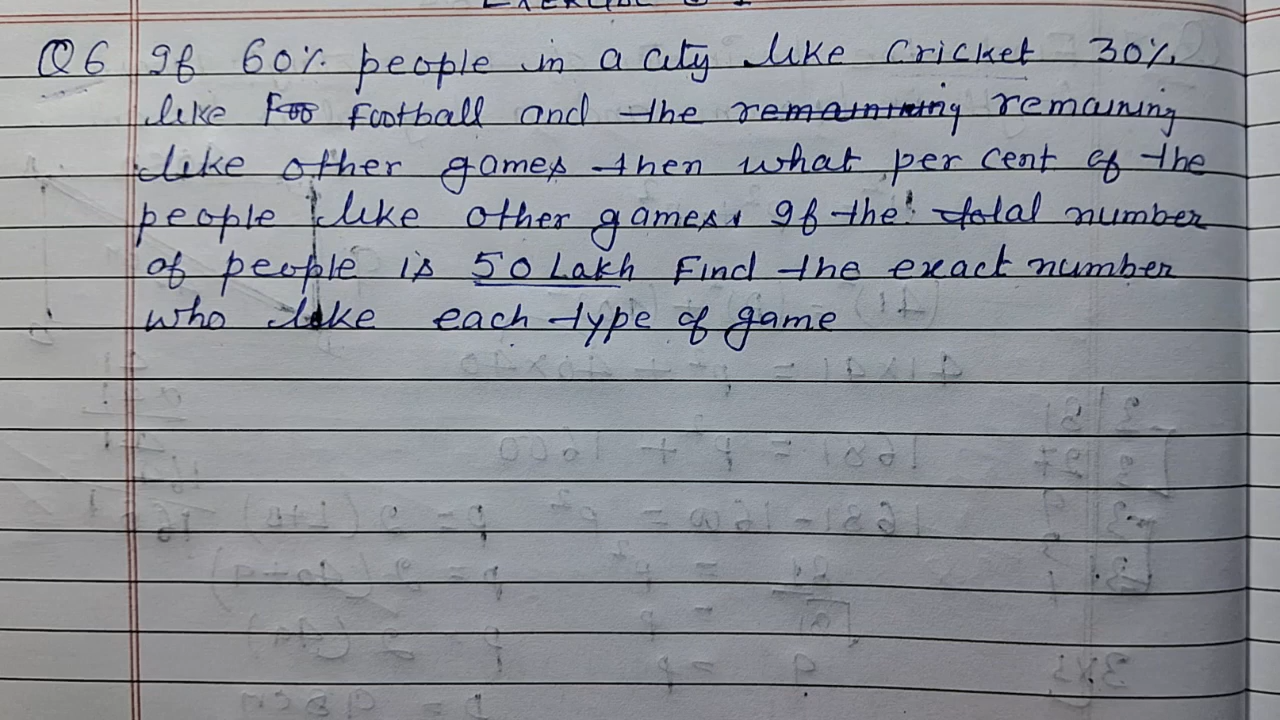 Q6 If 60% people in a city like Cricket 30%
like Foo Football and the remaining remaining
like other games then what per cent of the
people like other games. If the total number
of people is 50 Lakh Find the exact number
who like each type of game